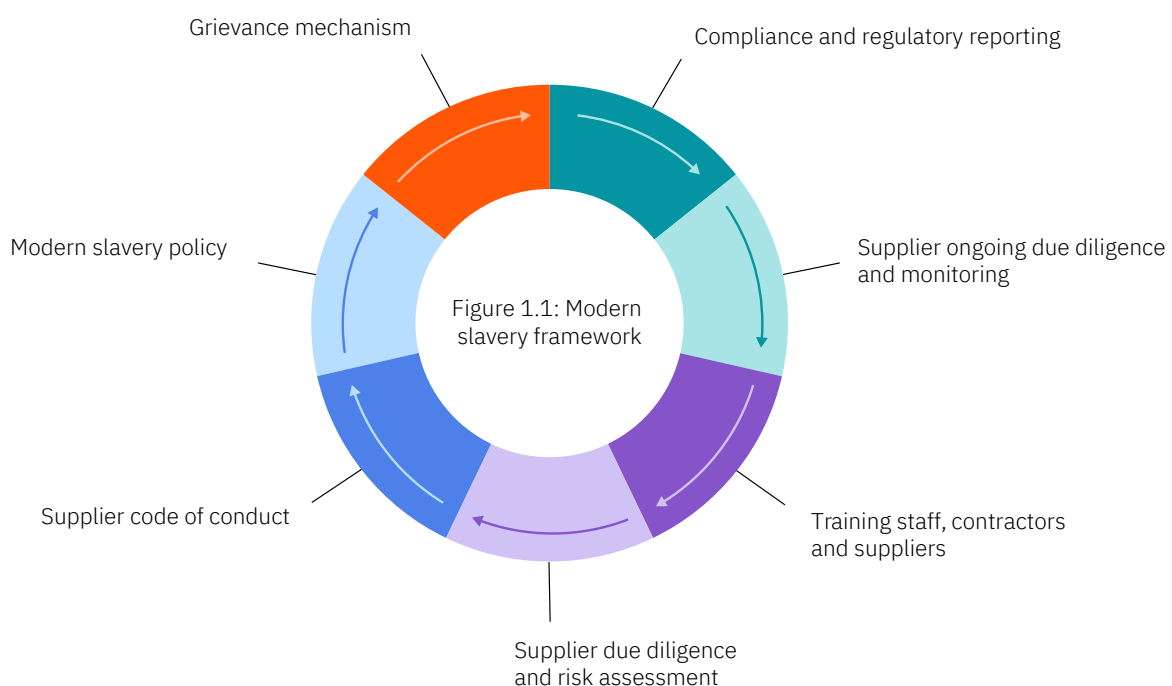 Grievance mechanism
Compliance and regulatory reporting
Modern slavery policy
Supplier ongoing due diligence
and monitoring
Figure 1.1: Modern
slavery framework
Supplier code of conduct
Training staff, contractors
and suppliers
Supplier due diligence
and risk assessment